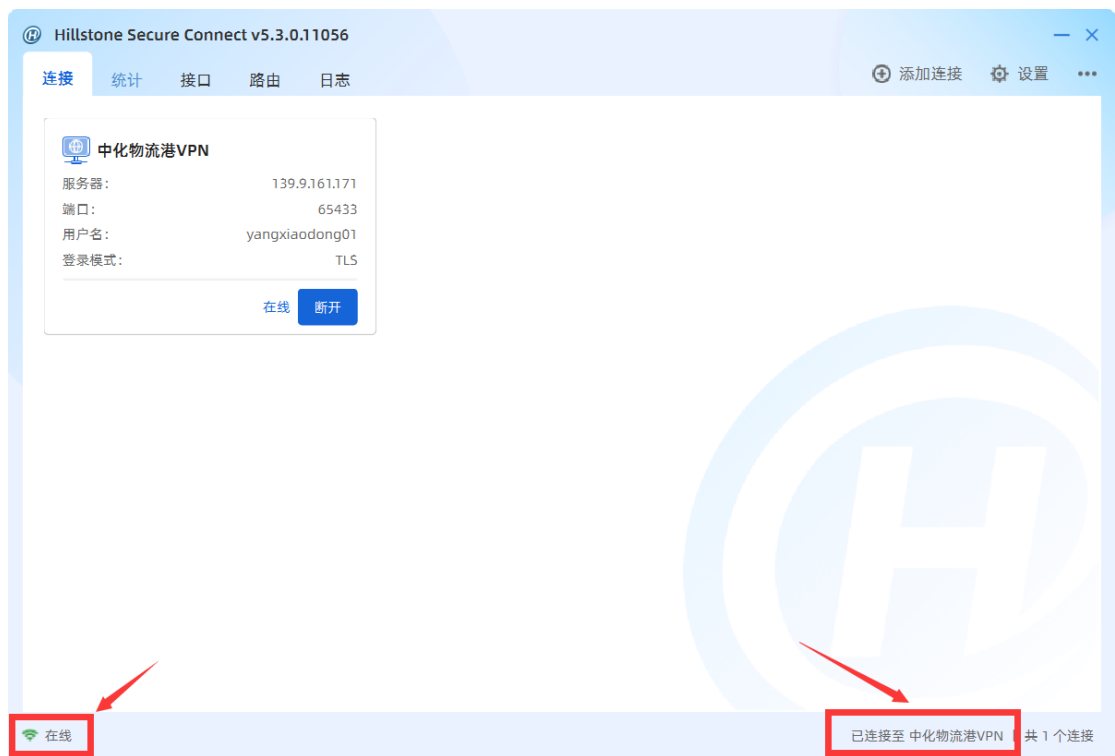 Hillstone Secure Connect v5.3.0.11056
连接 统计 接口 路由 日志 添加连接 设置
中化物流港VPN
服务器： 139.9.161.171
端口： 65433
用户名： yangxiaodong01
登录模式： TLS
在线 断开
在线 已连接至 中化物流港VPN | 共 1 个连接